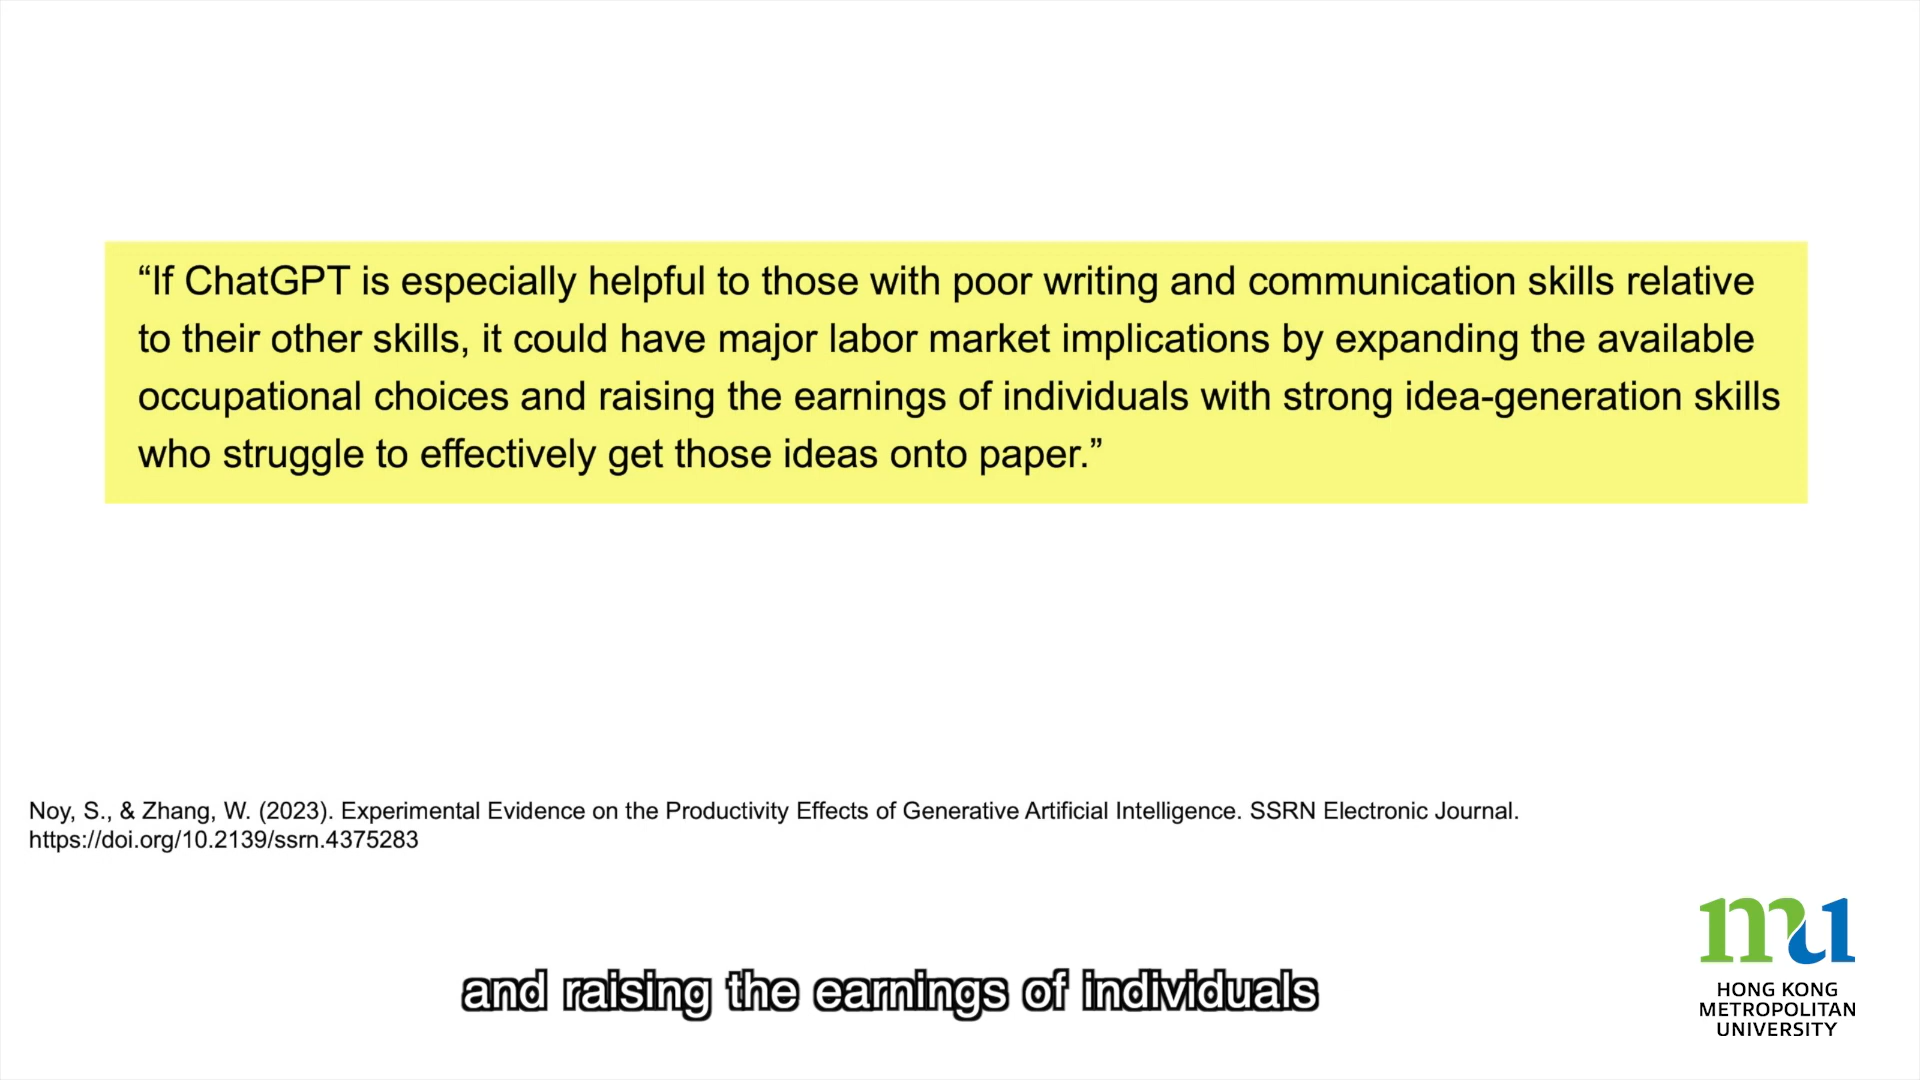 “If ChatGPT is especially helpful to those with poor writing and communication skills relative
to their other skills, it could have major labor market implications by expanding the available
occupational choices and raising the earnings of individuals with strong idea-generation skills
who struggle to effectively get those ideas onto paper.”
Noy, S., & Zhang, W. (2023). Experimental Evidence on the Productivity Effects of Generative Artificial Intelligence. SSRN Electronic Journal.
https://doi.org/10.2139/ssrn.4375283
mu
HONG KONG
METROPOLITAN
UNIVERSITY
and raising the earnings of individuals